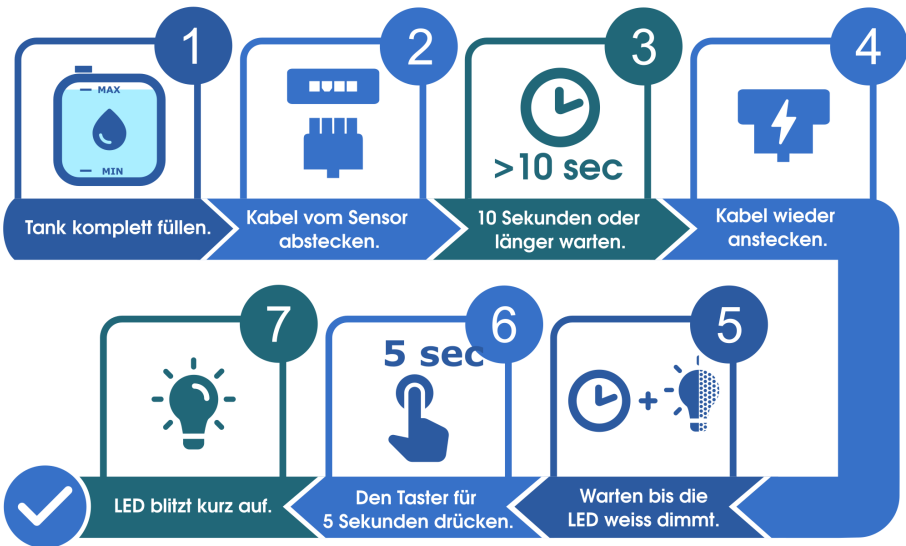 1
MAX
MIN
Tank komplett füllen.
2
Kabel vom Sensor
abstecken.
3
>10 sec
10 Sekunden oder
länger warten.
4
Kabel wieder
anstecken.
5
Warten bis die
LED weiss dimmt.
6
5 sec
Den Taster für
5 Sekunden drücken.
7
LED blitzt kurz auf.